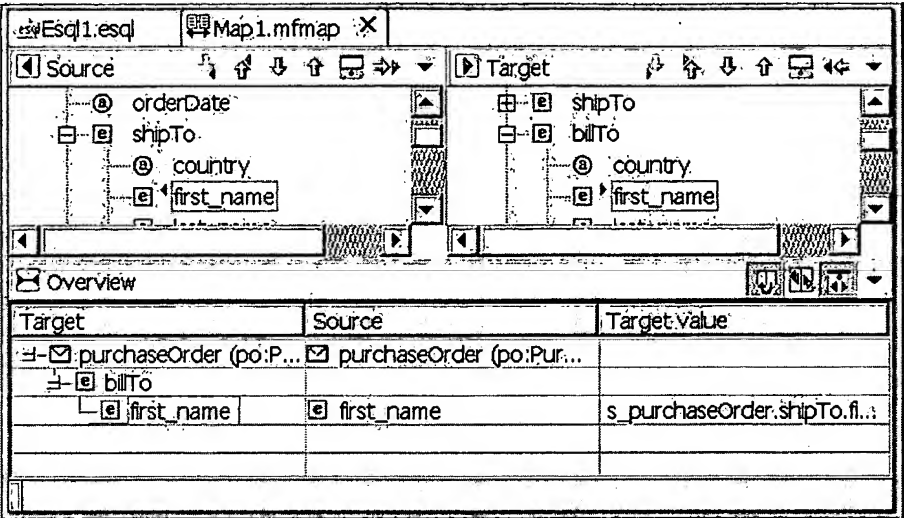 Esql1.esql Map1.mfmap
Source Target
orderDate shipTo
shipTo billTo
country country
first_name first_name
Overview
Target Source Target value
purchaseOrder (po:P... purchaseOrder (po:Pur...
billTo
first_name first_name s_purchaseOrder.shipTo.fi...